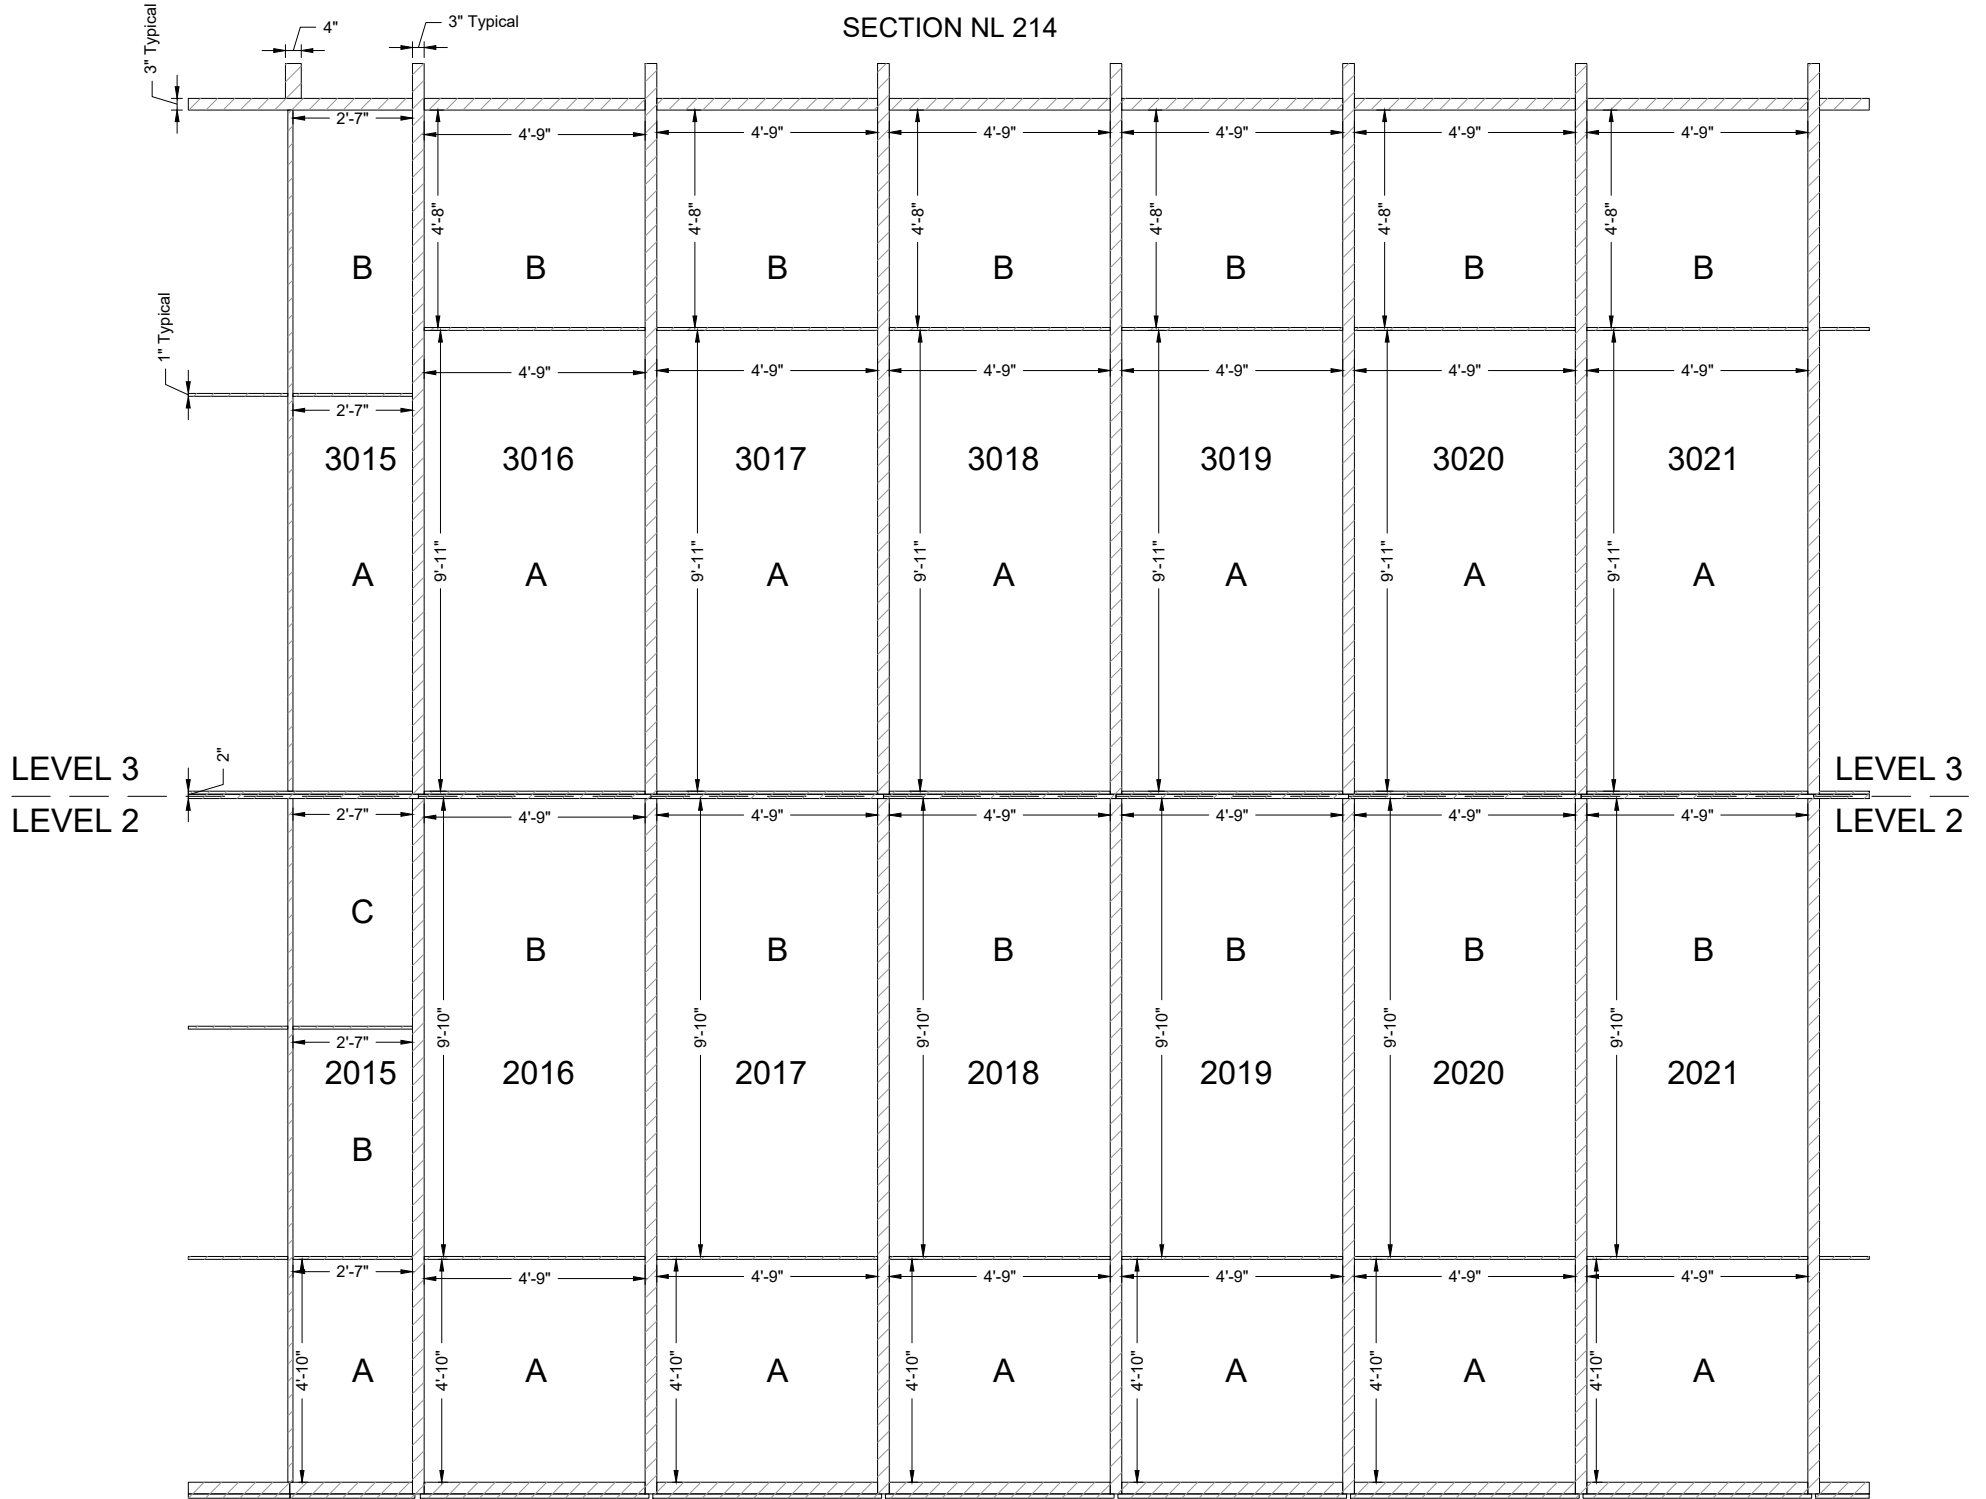 SECTION NL 214
3" Typical
4"
3" Typical
2'-7" 4'-9" 4'-9" 4'-9" 4'-9" 4'-9" 4'-9"
4'-8" 4'-8" 4'-8" 4'-8" 4'-8" 4'-8"
B B B B B B B
1" Typical
4'-9" 4'-9" 4'-9" 4'-9" 4'-9" 4'-9"
2'-7"
3015 3016 3017 3018 3019 3020 3021
9'-11" 9'-11" 9'-11" 9'-11" 9'-11" 9'-11"
A A A A A A A
2"
LEVEL 3 LEVEL 3
LEVEL 2 LEVEL 2
2'-7" 4'-9" 4'-9" 4'-9" 4'-9" 4'-9" 4'-9"
C
B B B B B B
9'-10" 9'-10" 9'-10" 9'-10" 9'-10" 9'-10"
2'-7"
2015 2016 2017 2018 2019 2020 2021
B
2'-7" 4'-9" 4'-9" 4'-9" 4'-9" 4'-9" 4'-9"
4'-10" 4'-10" 4'-10" 4'-10" 4'-10" 4'-10" 4'-10"
A A A A A A A